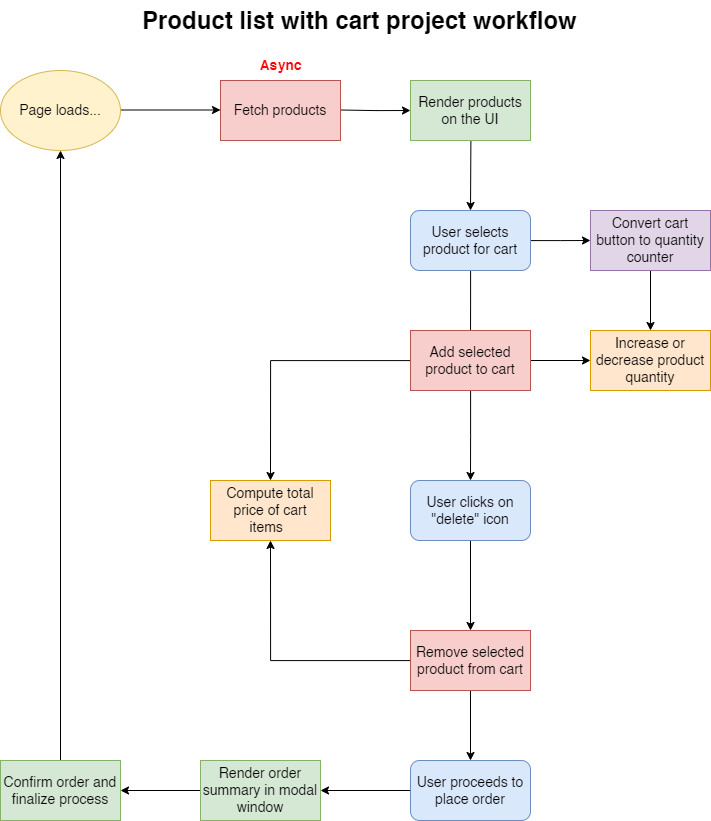 Product list with cart project workflow
Async
Page loads...
Fetch products
Render products
on the UI
User selects
product for cart
Convert cart
button to quantity
counter
Add selected
product to cart
Increase or
decrease product
quantity
Compute total
price of cart
items
User clicks on
"delete" icon
Remove selected
product from cart
Confirm order and
finalize process
Render order
summary in modal
window
User proceeds to
place order